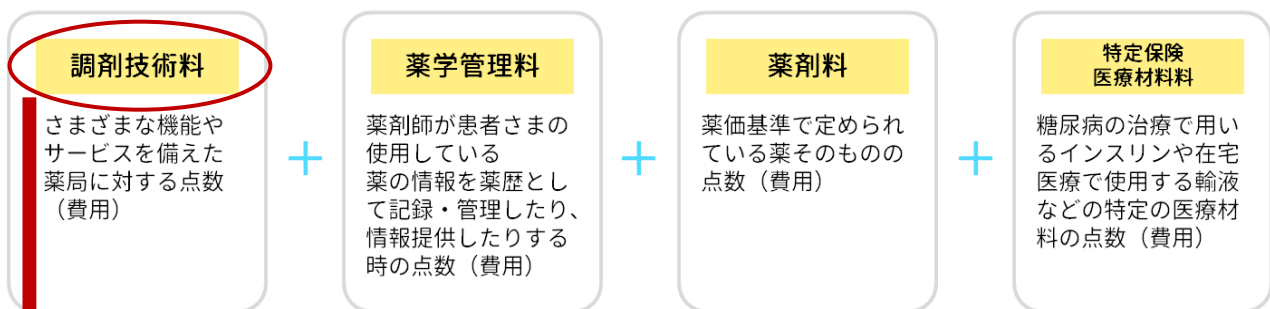 調剤技術料
さまざまな機能や
サービスを備えた
薬局に対する点数
（費用）
＋
薬学管理料
薬剤師が患者さまの
使用している
薬の情報を薬歴とし
て記録・管理したり、
情報提供したりする
時の点数（費用）
＋
薬剤料
薬価基準で定められ
ている薬そのものの
点数（費用）
＋
特定保険
医療材料料
糖尿病の治療で用い
るインスリンや在宅
医療で使用する輸液
などの特定の医療材
料の点数（費用）